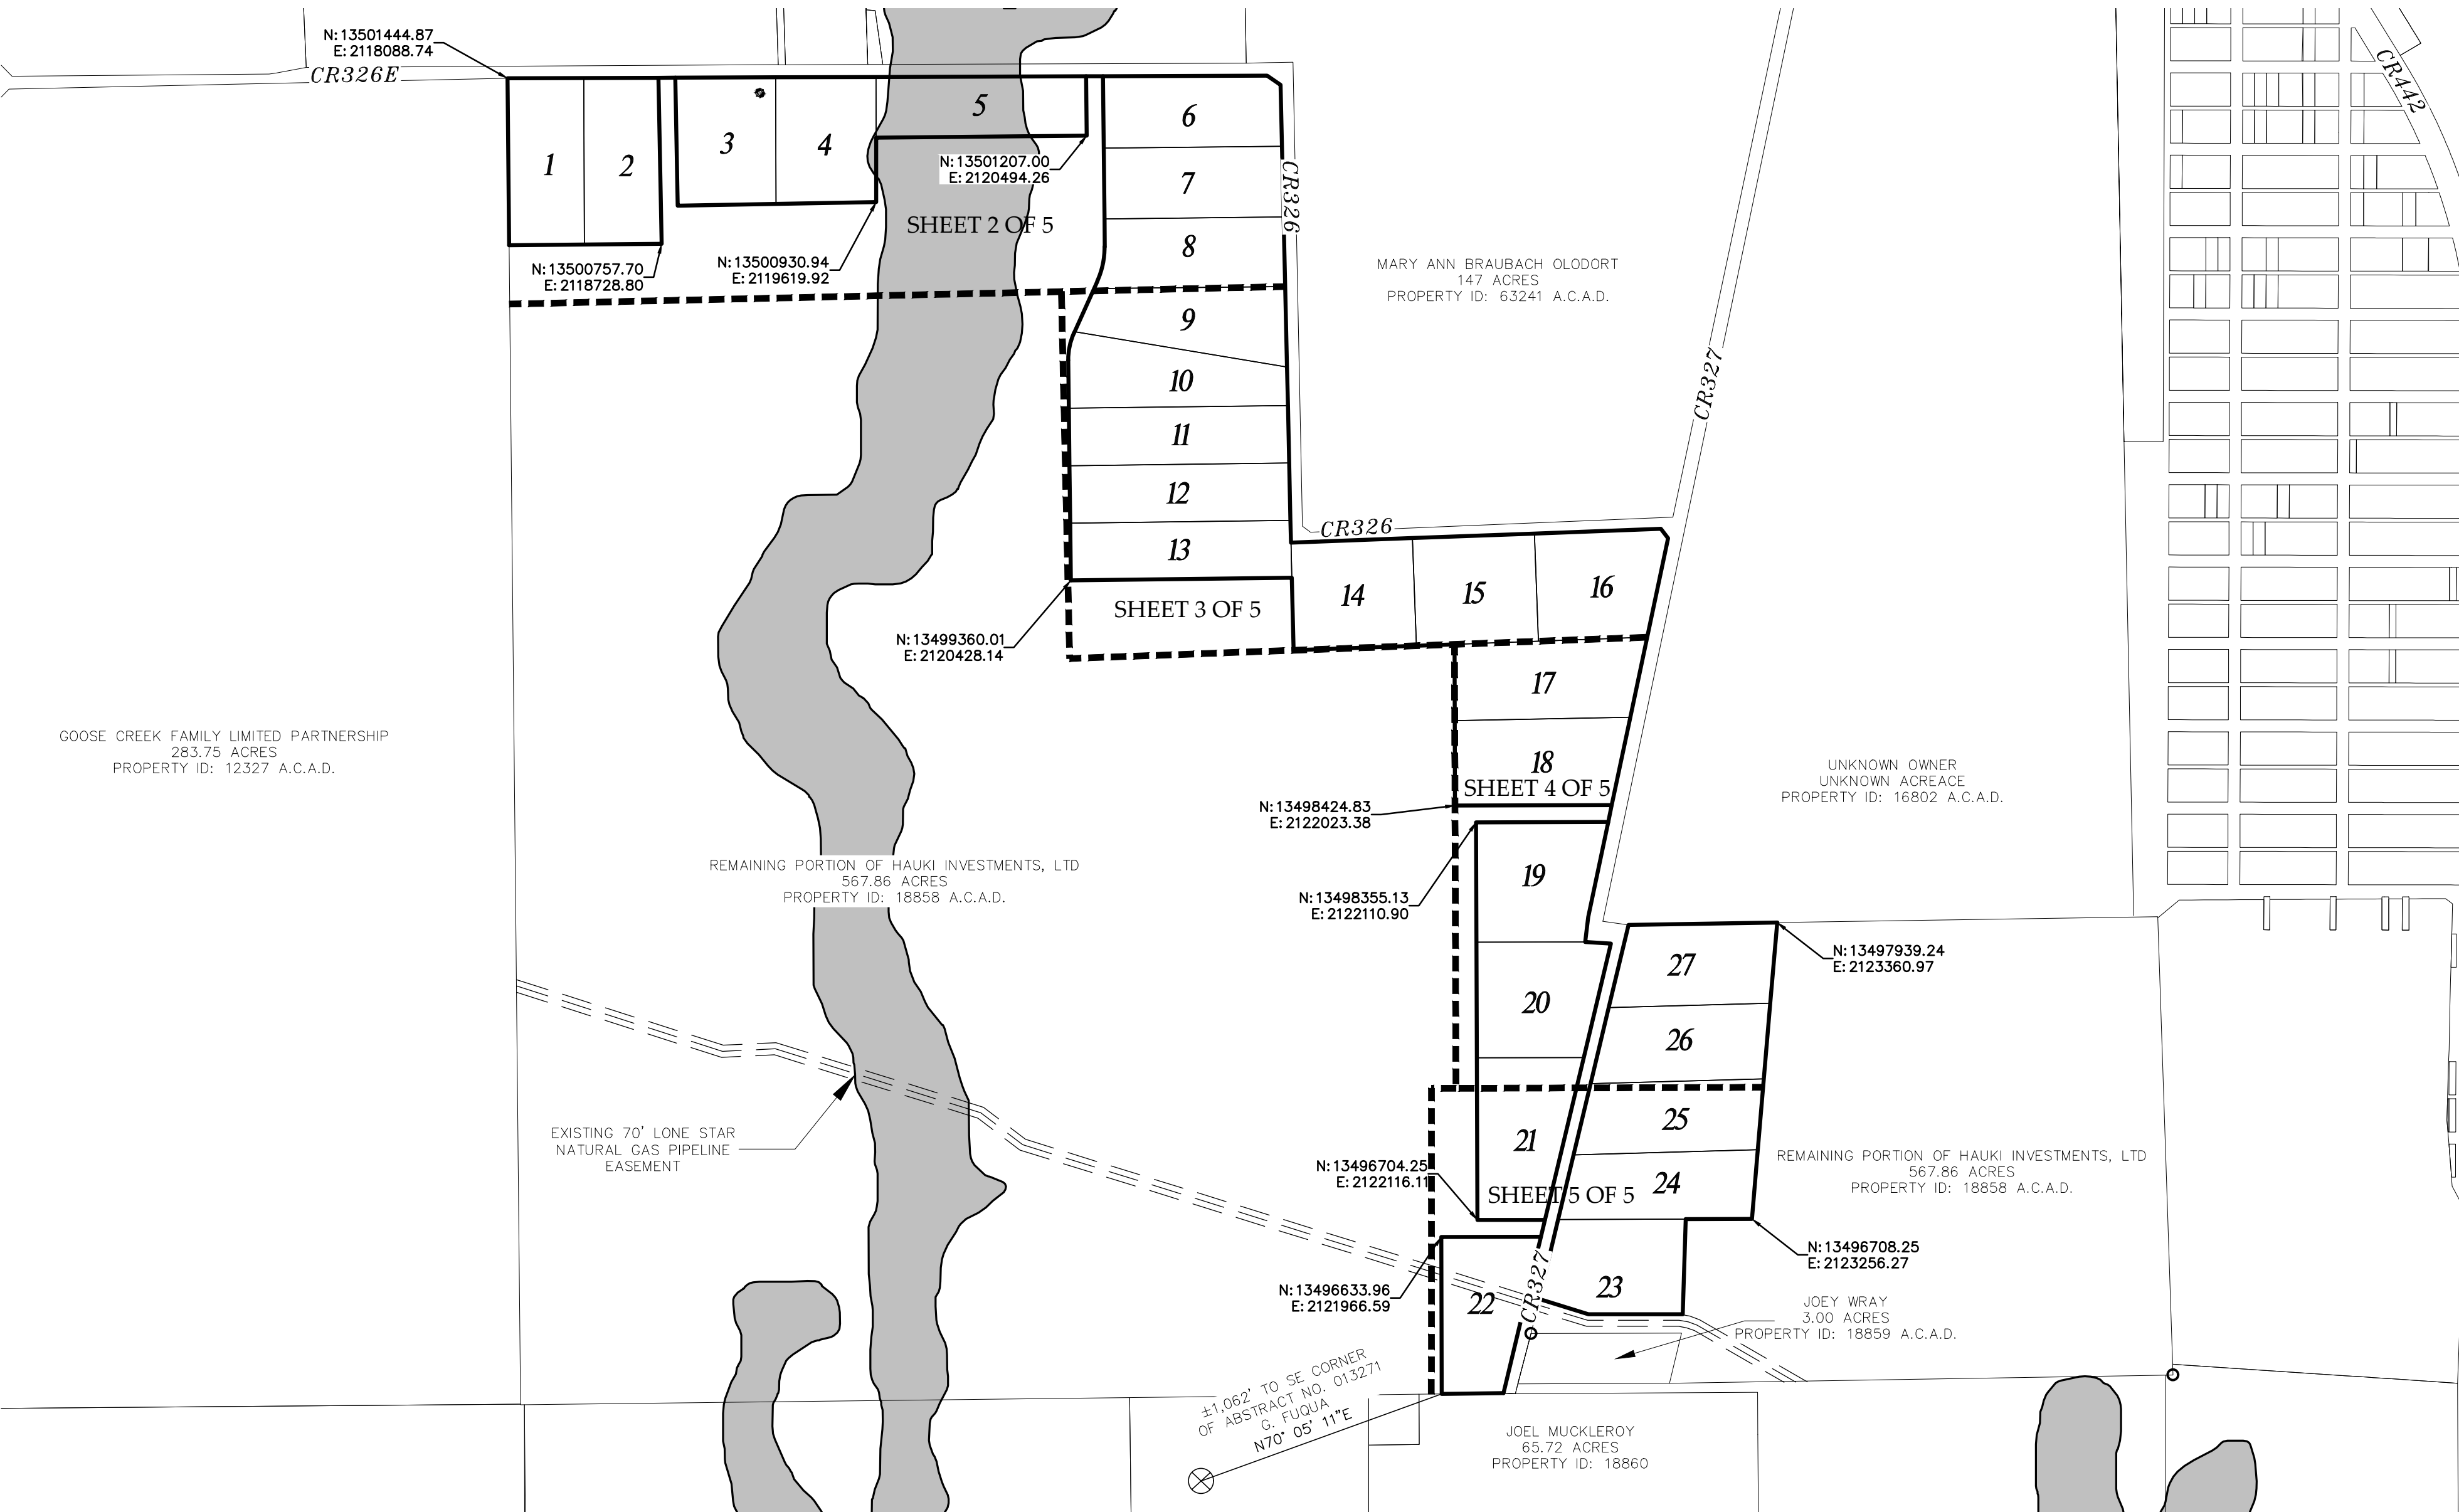 N: 13501444.87
E: 2118088.74
CR326E
CR442
1
2
3
4
5
6
7
8
N: 13501207.00
E: 2120494.26
CR326
SHEET 2 OF 5
N: 13500757.70
E: 2118728.80
N: 13500930.94
E: 2119619.92
MARY ANN BRAUBACH OLODORT
147 ACRES
PROPERTY ID: 63241 A.C.A.D.
9
10
11
12
13
CR327
CR326
14
15
16
SHEET 3 OF 5
N: 13499360.01
E: 2120428.14
17
18
SHEET 4 OF 5
GOOSE CREEK FAMILY LIMITED PARTNERSHIP
283.75 ACRES
PROPERTY ID: 12327 A.C.A.D.
UNKNOWN OWNER
UNKNOWN ACREACE
PROPERTY ID: 16802 A.C.A.D.
N: 13498424.83
E: 2122023.38
REMAINING PORTION OF HAUKI INVESTMENTS, LTD
567.86 ACRES
PROPERTY ID: 18858 A.C.A.D.
19
N: 13498355.13
E: 2122110.90
27
N: 13497939.24
E: 2123360.97
20
26
EXISTING 70' LONE STAR
NATURAL GAS PIPELINE
EASEMENT
25
21
N: 13496704.25
E: 2122116.11
SHEET 5 OF 5
24
REMAINING PORTION OF HAUKI INVESTMENTS, LTD
567.86 ACRES
PROPERTY ID: 18858 A.C.A.D.
N: 13496708.25
E: 2123256.27
N: 13496633.96
E: 2121966.59
22
CR327
23
JOEY WRAY
3.00 ACRES
PROPERTY ID: 18859 A.C.A.D.
±1,062' TO SE CORNER
OF ABSTRACT NO. 013271
G. FUQUA
N70° 05' 11"E
JOEL MUCKLEROY
65.72 ACRES
PROPERTY ID: 18860